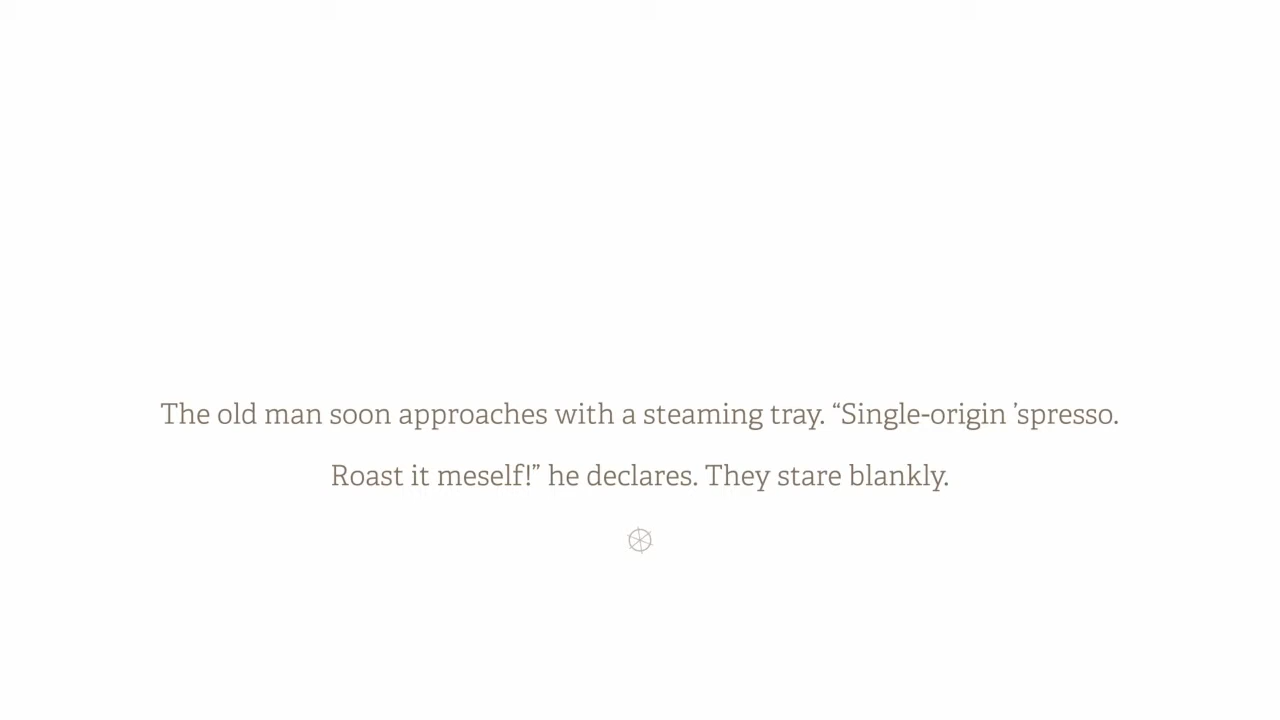 The old man soon approaches with a steaming tray. “Single-origin ’spresso.
Roast it meself!” he declares. They stare blankly.